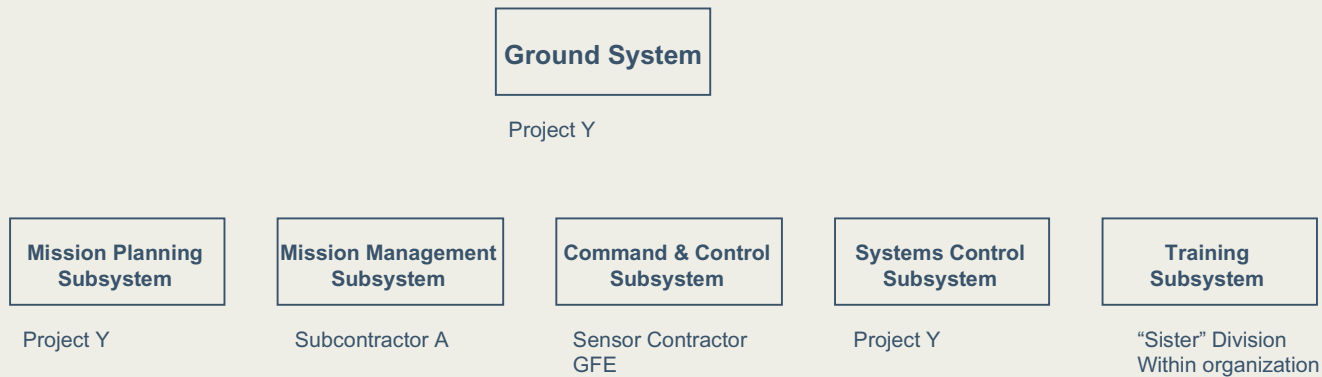 Ground System
Project Y
Mission Planning
Subsystem
Project Y
Mission Management
Subsystem
Subcontractor A
Command & Control
Subsystem
Sensor Contractor
GFE
Systems Control
Subsystem
Project Y
Training
Subsystem
“Sister” Division
Within organization